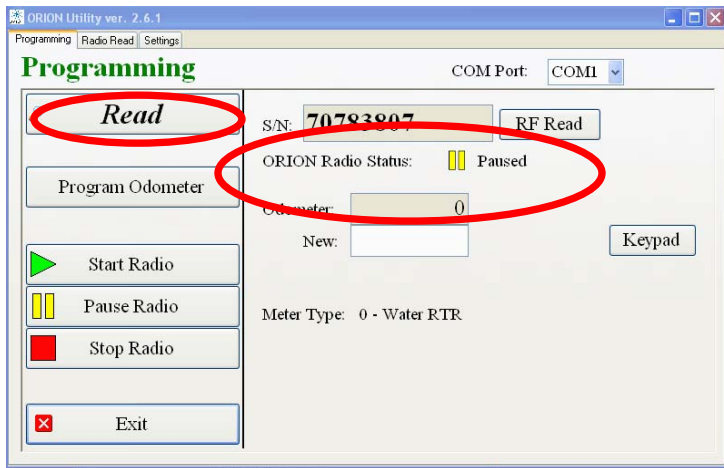 ORION Utility ver. 2.6.1
Programming Radio Read Settings
Programming
COM Port: COM1
Read
S/N: 70783807 RF Read
ORION Radio Status: Paused
Program Odometer
Odometer: 0
New:
Keypad
Start Radio
Pause Radio
Meter Type: 0 - Water RTR
Stop Radio
Exit